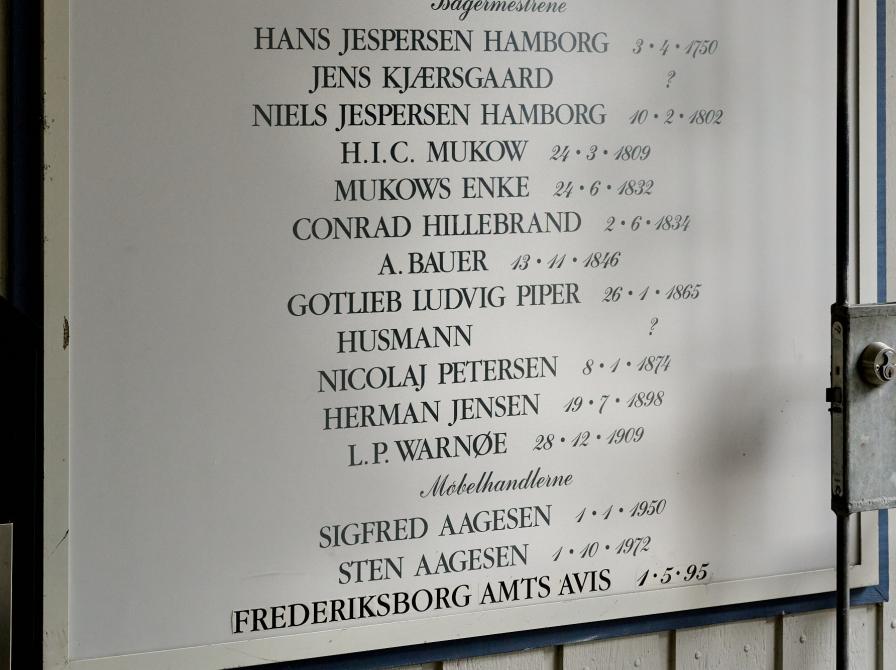 Bagermestrene
HANS JESPERSEN HAMBORG 3・4・1750
JENS KJÆRSGAARD ?
NIELS JESPERSEN HAMBORG 10・2・1802
H.I.C. MUKOW 24・3・1809
MUKOWS ENKE 24・6・1832
CONRAD HILLEBRAND 2・6・1834
A. BAUER 13・11・1846
GOTLIEB LUDVIG PIPER 26・1・1865
HUSMANN ?
NICOLAJ PETERSEN 8・1・1874
HERMAN JENSEN 19・7・1898
L.P. WARNØE 28・12・1909
Møbelhandlerne
SIGFRED AAGESEN 1・1・1950
STEN AAGESEN 1・10・1972
FREDERIKSBORG AMTS AVIS 1・5・95